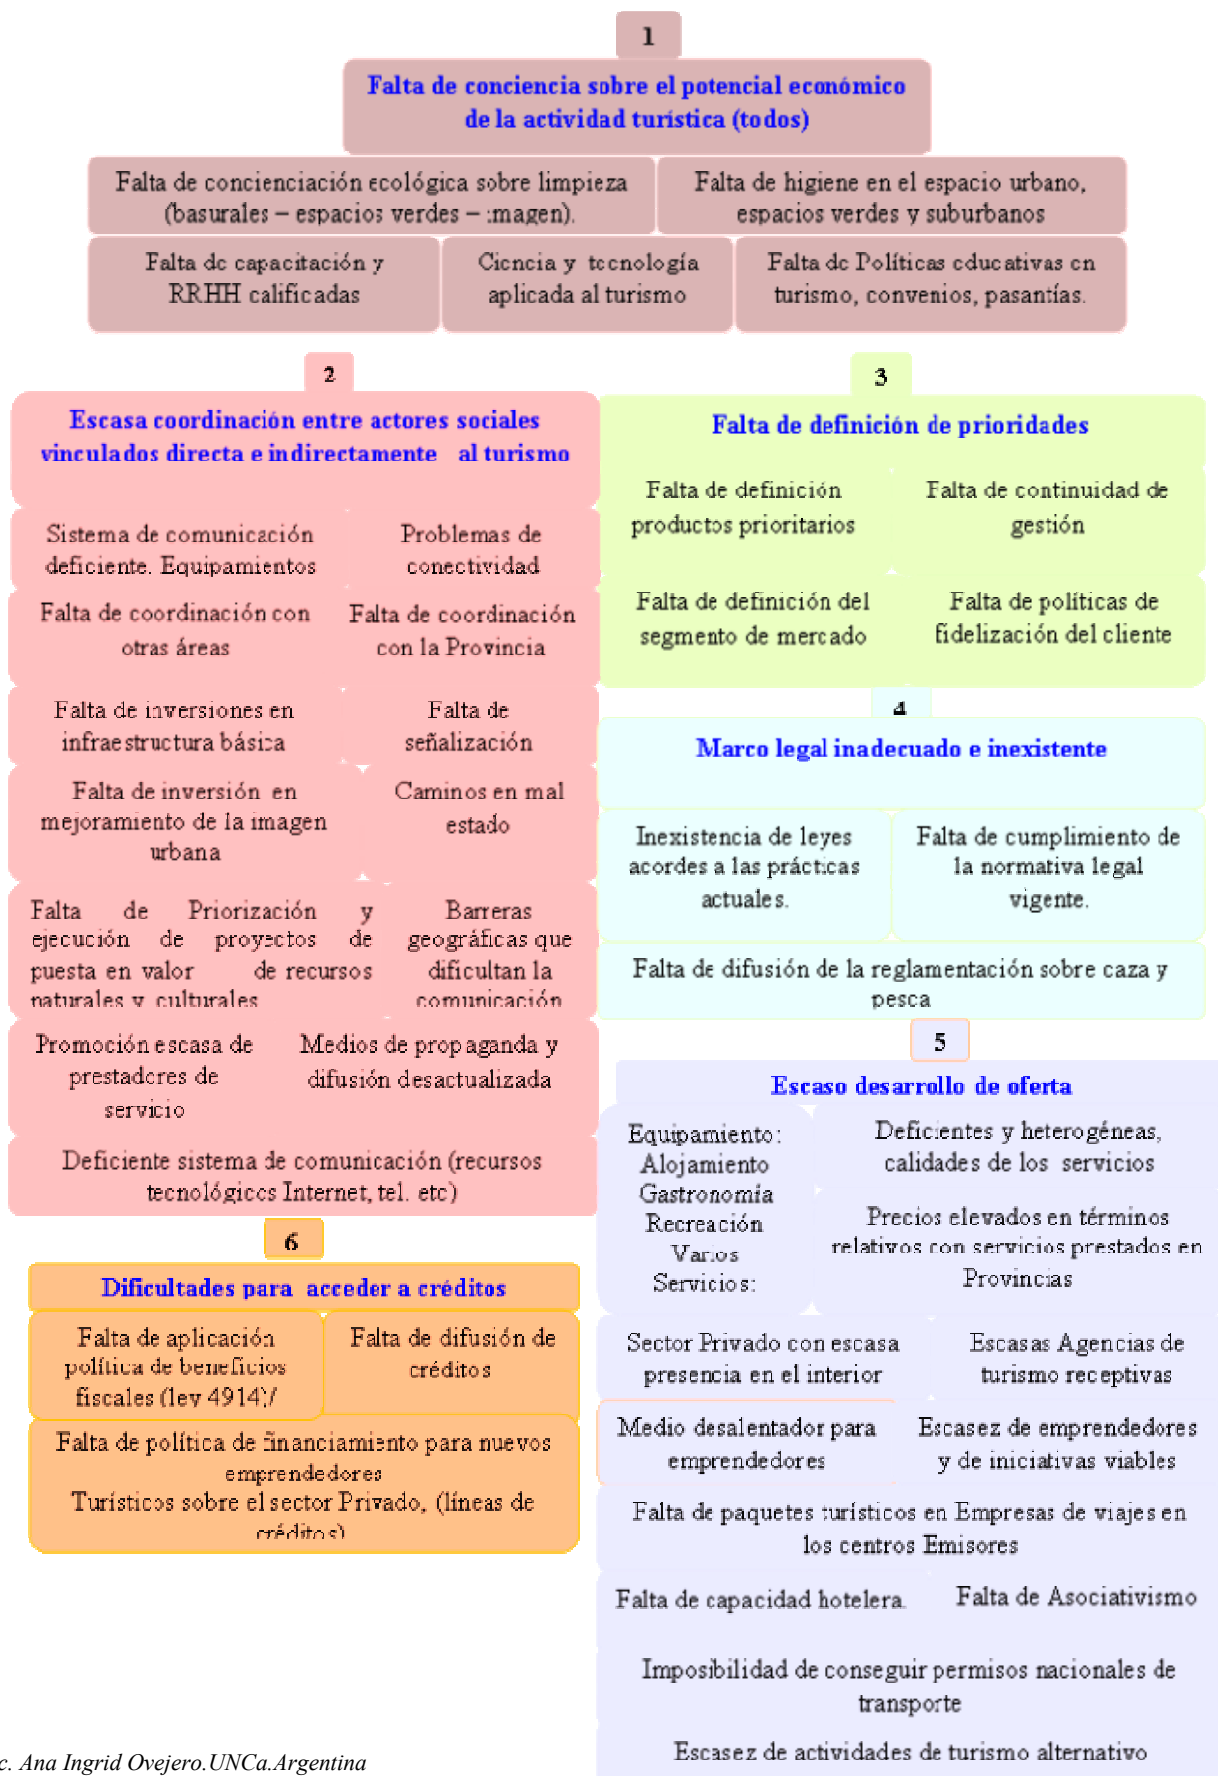 1
Falta de conciencia sobre el potencial económico
de la actividad turística (todos)
Falta de concienciación ecológica sobre limpieza
(basurales – espacios verdes – imagen).
Falta de higiene en el espacio urbano,
espacios verdes y suburbanos
Falta de capacitación y
RRHH calificadas
Ciencia y tecnología
aplicada al turismo
Falta de Políticas educativas en
turismo, convenios, pasantías.
2
Escasa coordinación entre actores sociales
vinculados directa e indirectamente al turismo
Sistema de comunicación
deficiente. Equipamientos
Problemas de
conectividad
Falta de coordinación con
otras áreas
Falta de coordinación
con la Provincia
Falta de inversiones en
infraestructura básica
Falta de
señalización
Falta de inversión en
mejoramiento de la imagen
urbana
Caminos en mal
estado
Falta de Priorización y
ejecución de proyectos de
puesta en valor de recursos
naturales y culturales
Barreras
geográficas que
dificultan la
comunicación
Promoción escasa de
prestadores de
servicio
Medios de propaganda y
difusión desactualizada
Deficiente sistema de comunicación (recursos
tecnológicos Internet, tel. etc)
3
Falta de definición de prioridades
Falta de definición
productos prioritarios
Falta de continuidad de
gestión
Falta de definición del
segmento de mercado
Falta de políticas de
fidelización del cliente
4
Marco legal inadecuado e inexistente
Inexistencia de leyes
acordes a las prácticas
actuales.
Falta de cumplimiento de
la normativa legal
vigente.
Falta de difusión de la reglamentación sobre caza y
pesca
5
Escaso desarrollo de oferta
Equipamiento:
Alojamiento
Gastronomía
Recreación
Varios
Servicios:
Deficientes y heterogéneas,
calidades de los servicios
Precios elevados en términos
relativos con servicios prestados en
Provincias
Sector Privado con escasa
presencia en el interior
Escasas Agencias de
turismo receptivas
Medio desalentador para
emprendedores
Escasez de emprendedores
y de iniciativas viables
Falta de paquetes turísticos en Empresas de viajes en
los centros Emisores
Falta de capacidad hotelera.
Falta de Asociativismo
Imposibilidad de conseguir permisos nacionales de
transporte
Escasez de actividades de turismo alternativo
6
Dificultades para acceder a créditos
Falta de aplicación
política de beneficios
fiscales (ley 4914)/
Falta de difusión de
créditos
Falta de política de financiamiento para nuevos
emprendedores
Turísticos sobre el sector Privado, (líneas de
créditos)
c. Ana Ingrid Ovejero.UNCa.Argentina